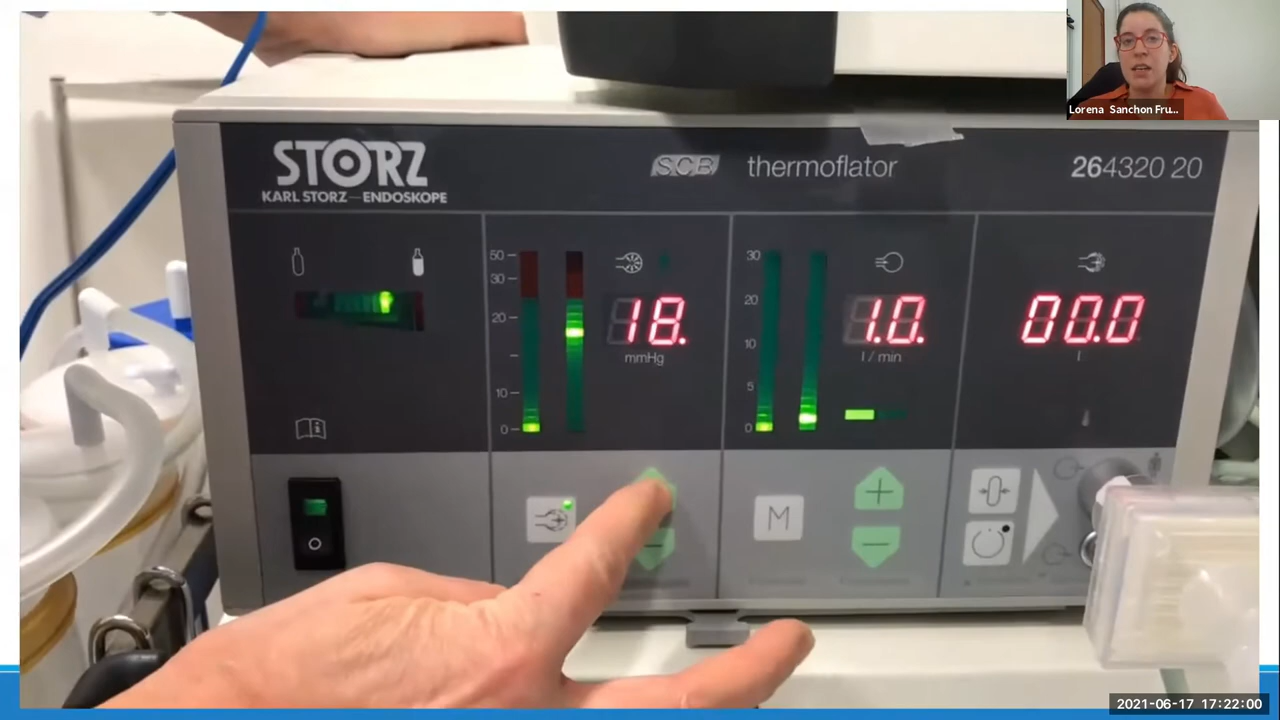 Lorena Sanchon Fru...
STORZ
KARL STORZ — ENDOSKOPE
SCB
thermoflator
264320 20
50
30
20
10
0
18.
mmHg
30
20
10
5
0
1.0.
l / min
00.0
l
M
2021-06-17 17:22:00